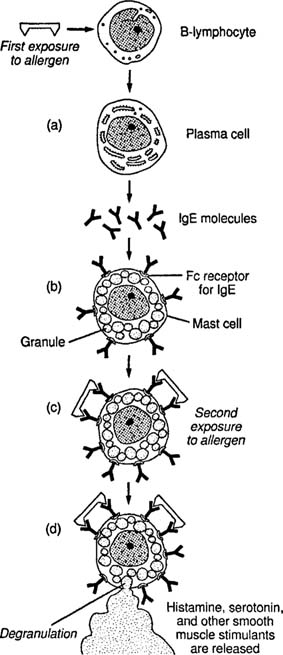 B-lymphocyte
First exposure
to allergen
(a)
Plasma cell
IgE molecules
(b)
Fc receptor
for IgE
Mast cell
Granule
(c)
Second
exposure
to allergen
(d)
Degranulation
Histamine, serotonin,
and other smooth
muscle stimulants
are released